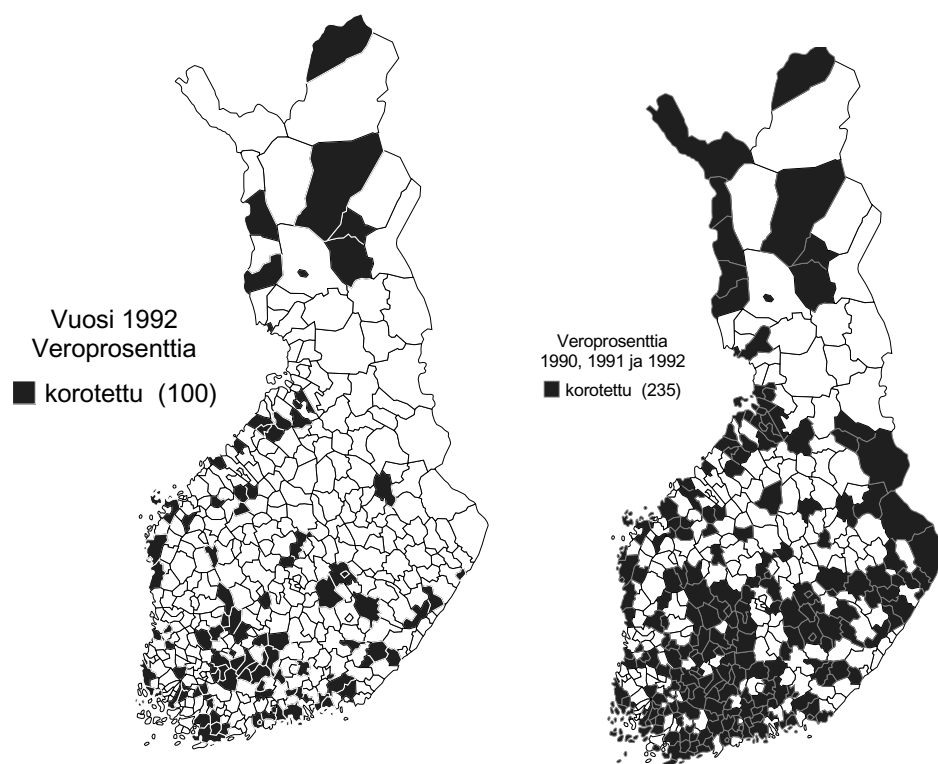 Vuosi 1992
Veroprosenttia
korotettu (100)
Veroprosenttia
1990, 1991 ja 1992
korotettu (235)